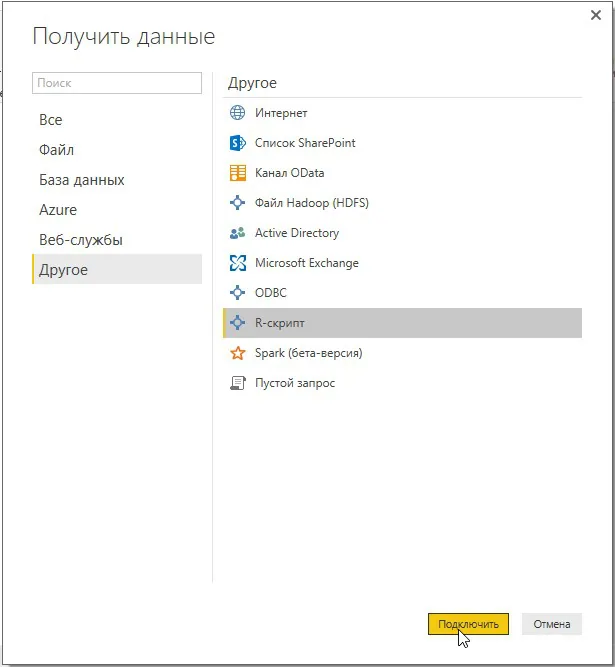 Получить данные
Поиск
Все
Файл
База данных
Azure
Веб-службы
Другое
Другое
Интернет
Список SharePoint
Канал OData
Файл Hadoop (HDFS)
Active Directory
Microsoft Exchange
ODBC
R-скрипт
Spark (бета-версия)
Пустой запрос
Подключить
Отмена